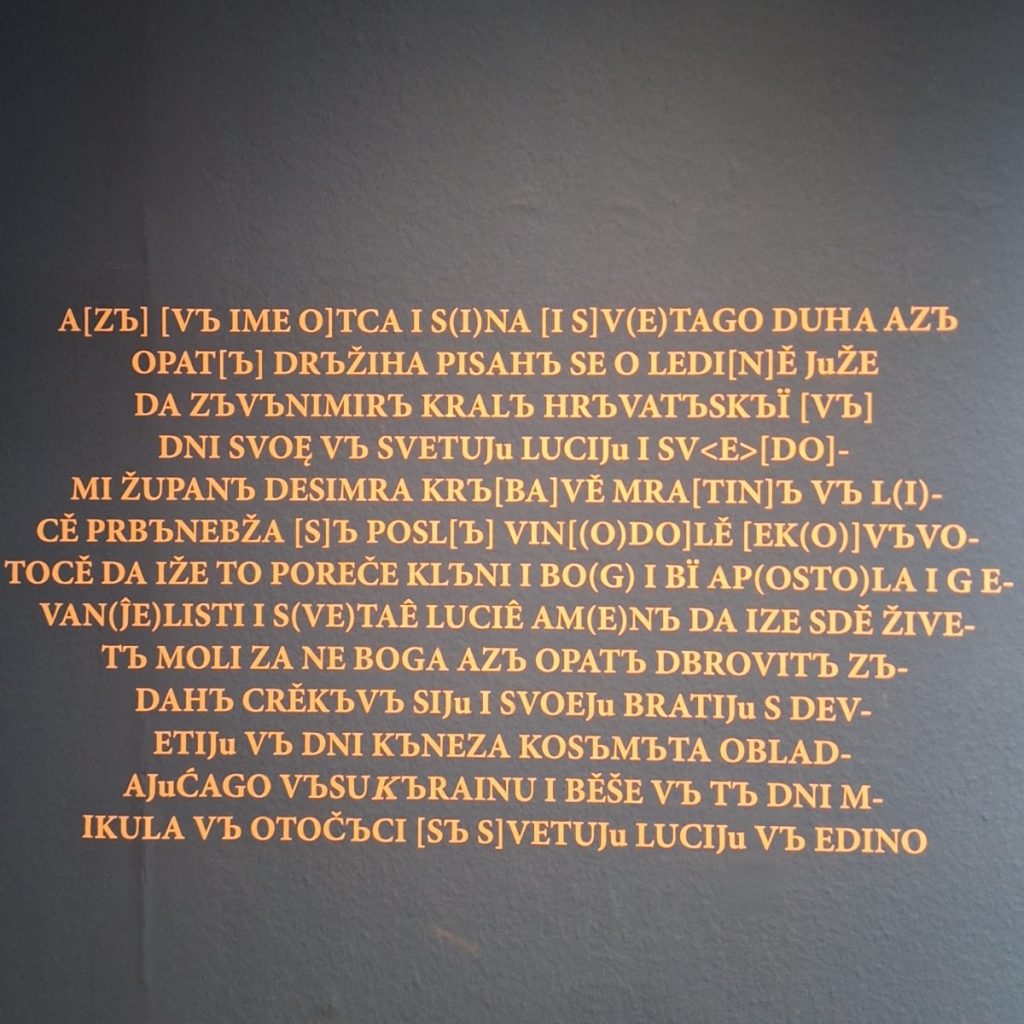 A[ZЪ] [VЪ IME O]TCA I S(I)NA [I S]V(E)TAGO DUHA AZЪ
OPAT[Ъ] DRЪŽIHA PISAHЪ SE O LEDI[N]Ě JuŽE
DA ZЪVЪNIMIRЪ KRALЪ HRЪVATЪSKЪÏ [VЪ]
DNI SVOĘ VЪ SVETUJu LUCIJu I SV<E>[DO]-
MI ŽUPANЪ DESIMRA KRЪ[BA]VĚ MRA[TIN]Ъ VЪ L(I)-
CĚ PRBЪNEBŽA [S]Ъ POSL[Ъ] VIN[(O)DO]LĚ [EK(O)]VЪVO-
TOCĚ DA IŽE TO POREČE KLЪNI I BO(G) I BÏ AP(OSTO)LA I G E-
VAN(ĴE)LISTI I S(VE)TAÊ LUCIÊ AM(E)NЪ DA IZE SDĚ ŽIVE-
TЪ MOLI ZA NE BOGA AZЪ OPATЪ DBROVITЪ ZЪ-
DAHЪ CRĚKЪVЪ SIJu I SVOEJu BRATIJu S DEV-
ETIJu VЪ DNI KЪNEZA KOSЪMЪTA OBLAD-
AJuĆAGO VЪSUKЪRAINU I BĚŠE VЪ TЪ DNI M-
IKULA VЪ OTOČЪCI [SЪ S]VETUJu LUCIJu VЪ EDINO